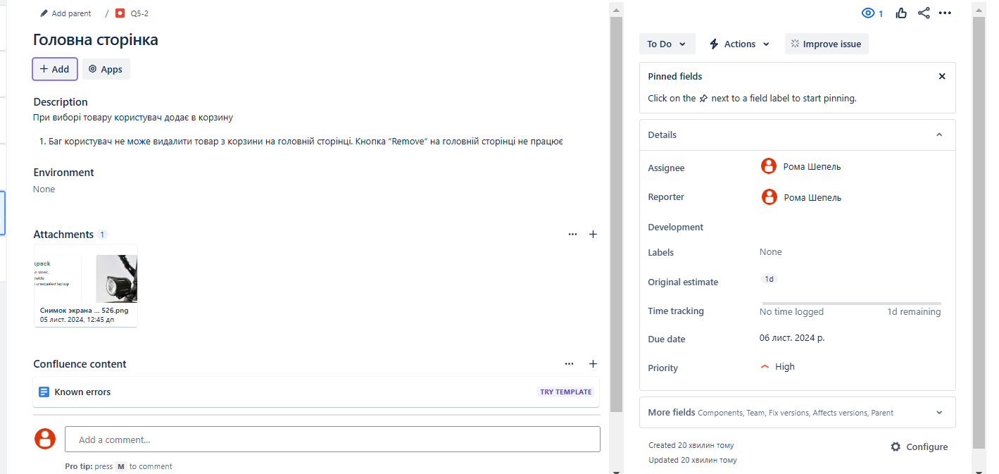 Add parent / Q5-2
Головна сторінка
Add Apps
Description
При виборі товару користувач додає в корзину
1. Баг користувач не може видалити товар з корзини на головній сторінці. Кнопка “Remove“ на головній сторінці не працює
Environment
None
Attachments 1
kpack
sleek,
unequaled laptop
Снимок экрана ... 526.png
05 лист. 2024, 12:45 дп
Confluence content
Known errors TRY TEMPLATE
Add a comment...
Pro tip: press M to comment
1
To Do Actions Improve issue
Pinned fields
Click on the next to a field label to start pinning.
Details
Assignee Рома Шепель
Reporter Рома Шепель
Development
Labels None
Original estimate 1d
Time tracking No time logged 1d remaining
Due date 06 лист. 2024 р.
Priority High
More fields Components, Team, Fix versions, Affects versions, Parent
Created 20 хвилин тому
Updated 20 хвилин тому
Configure